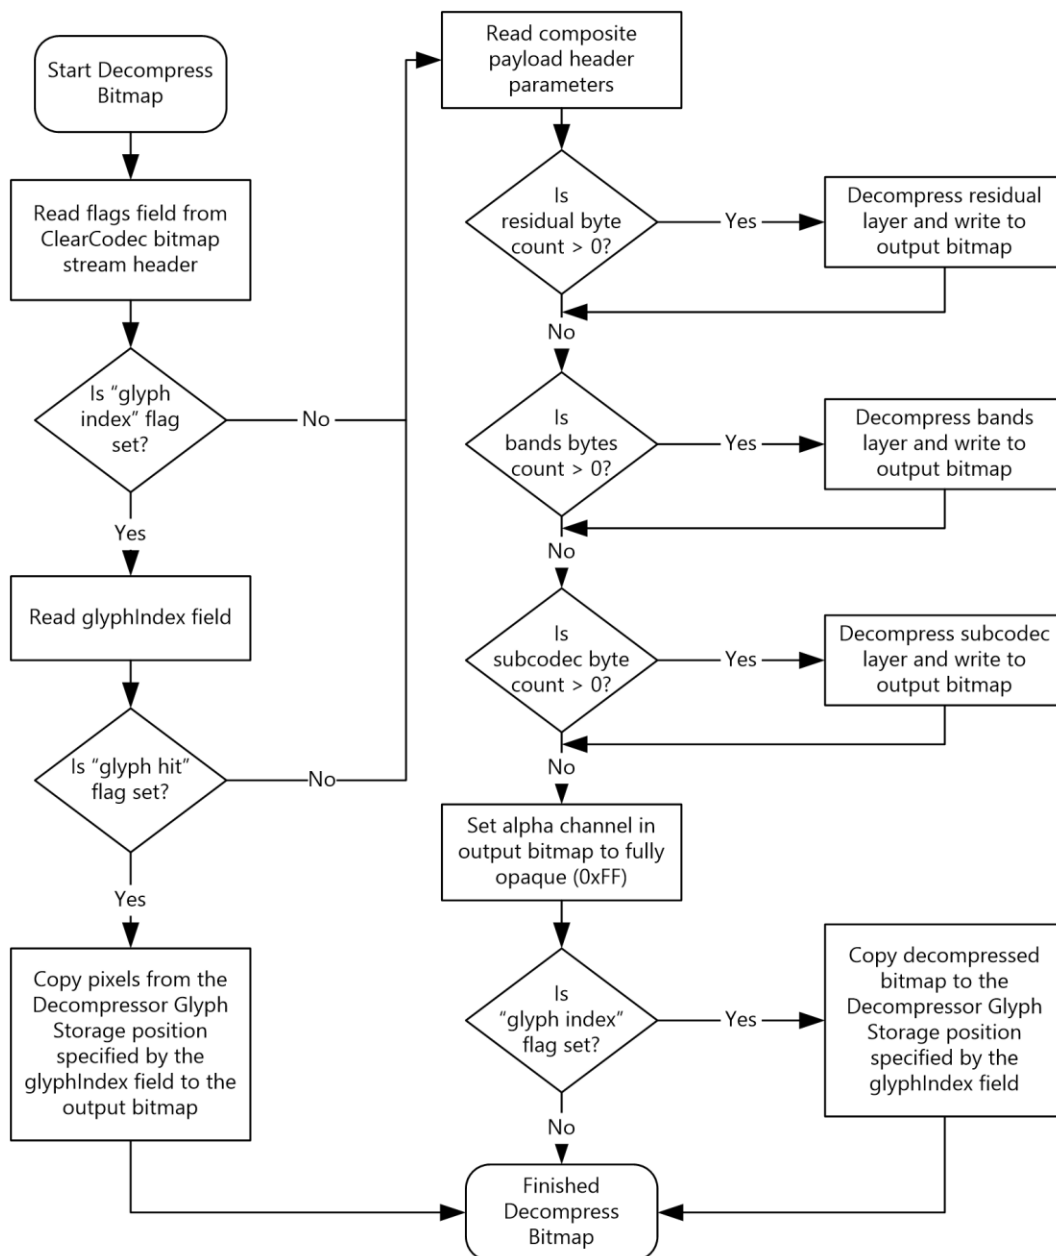 Start Decompress
Bitmap
Read flags field from
ClearCodec bitmap
stream header
Is “glyph
index” flag
set?
No
Yes
Read glyphIndex field
Is “glyph hit”
flag set?
No
Yes
Copy pixels from the
Decompressor Glyph
Storage position
specified by the
glyphIndex field to the
output bitmap
Read composite
payload header
parameters
Is
residual byte
count > 0?
Yes
Decompress residual
layer and write to
output bitmap
No
Is
bands bytes
count > 0?
Yes
Decompress bands
layer and write to
output bitmap
No
Is
subcodec byte
count > 0?
Yes
Decompress subcodec
layer and write to
output bitmap
No
Set alpha channel in
output bitmap to fully
opaque (0xFF)
Is
“glyph index”
flag set?
Yes
Copy decompressed
bitmap to the
Decompressor Glyph
Storage position
specified by the
glyphIndex field
No
Finished
Decompress
Bitmap